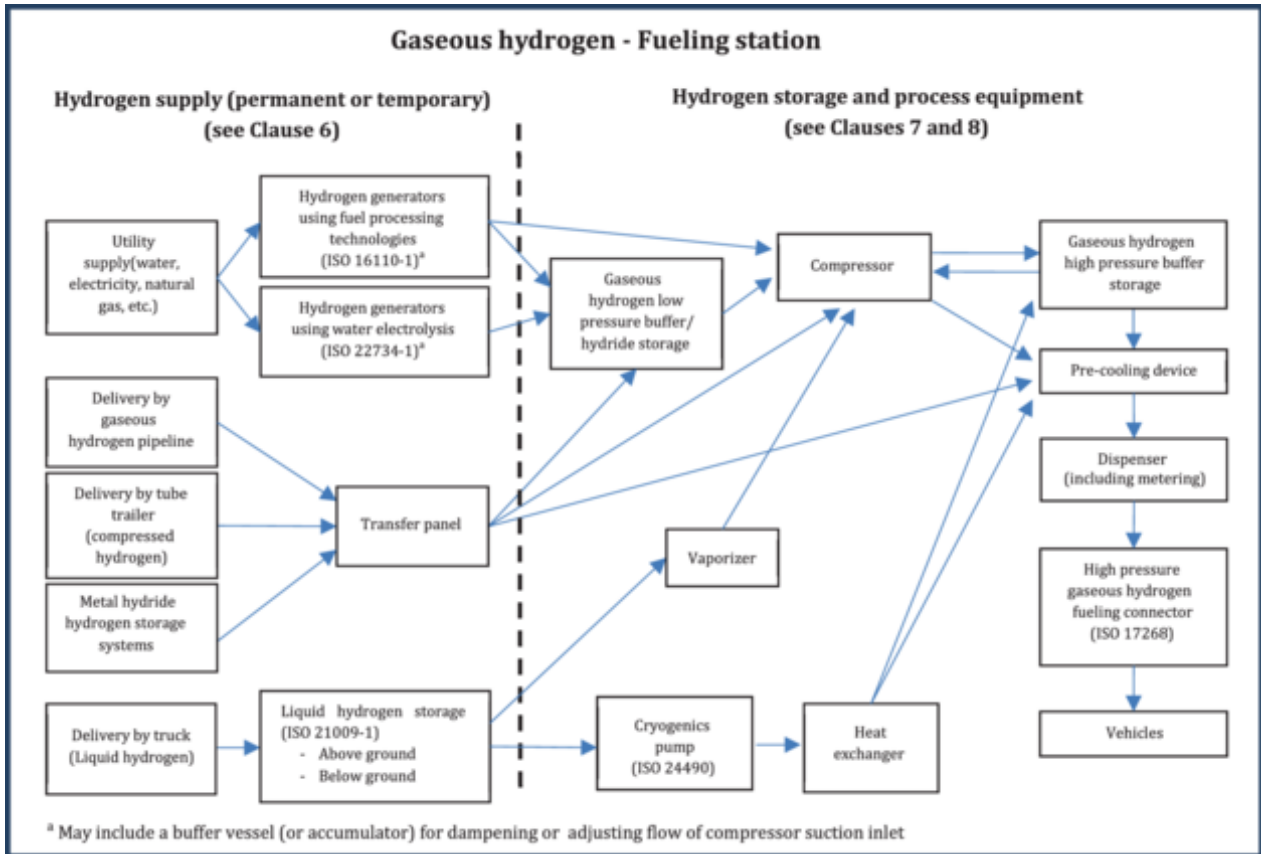 Gaseous hydrogen - Fueling station
Hydrogen supply (permanent or temporary)
(see Clause 6)
Hydrogen storage and process equipment
(see Clauses 7 and 8)
Utility
supply(water,
electricity, natural
gas, etc.)
Hydrogen generators
using fuel processing
technologies
(ISO 16110-1)ᵃ
Hydrogen generators
using water electrolysis
(ISO 22734-1)ᵃ
Gaseous
hydrogen low
pressure buffer/
hydride storage
Compressor
Gaseous hydrogen
high pressure buffer
storage
Pre-cooling device
Delivery by
gaseous
hydrogen pipeline
Delivery by tube
trailer
(compressed
hydrogen)
Metal hydride
hydrogen storage
systems
Transfer panel
Vaporizer
Dispenser
(including metering)
High pressure
gaseous hydrogen
fueling connector
(ISO 17268)
Delivery by truck
(Liquid hydrogen)
Liquid hydrogen storage
(ISO 21009-1)
- Above ground
- Below ground
Cryogenics
pump
(ISO 24490)
Heat
exchanger
Vehicles
ᵃ May include a buffer vessel (or accumulator) for dampening or adjusting flow of compressor suction inlet